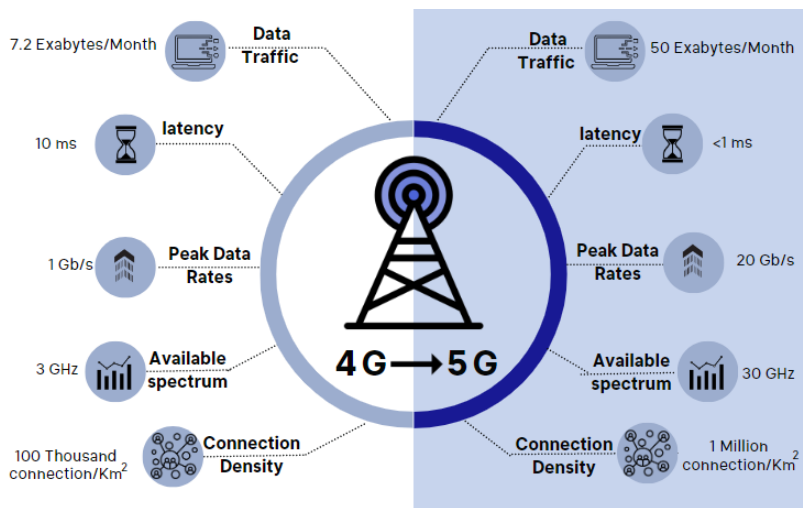 7.2 Exabytes/Month
Data
Traffic
latency
10 ms
1 Gb/s
Peak Data
Rates
3 GHz
Available
spectrum
100 Thousand
connection/Km²
Connection
Density
4G→5G
Data
Traffic
50 Exabytes/Month
latency
<1 ms
Peak Data
Rates
20 Gb/s
Available
spectrum
30 GHz
Connection
Density
1 Million
connection/Km²